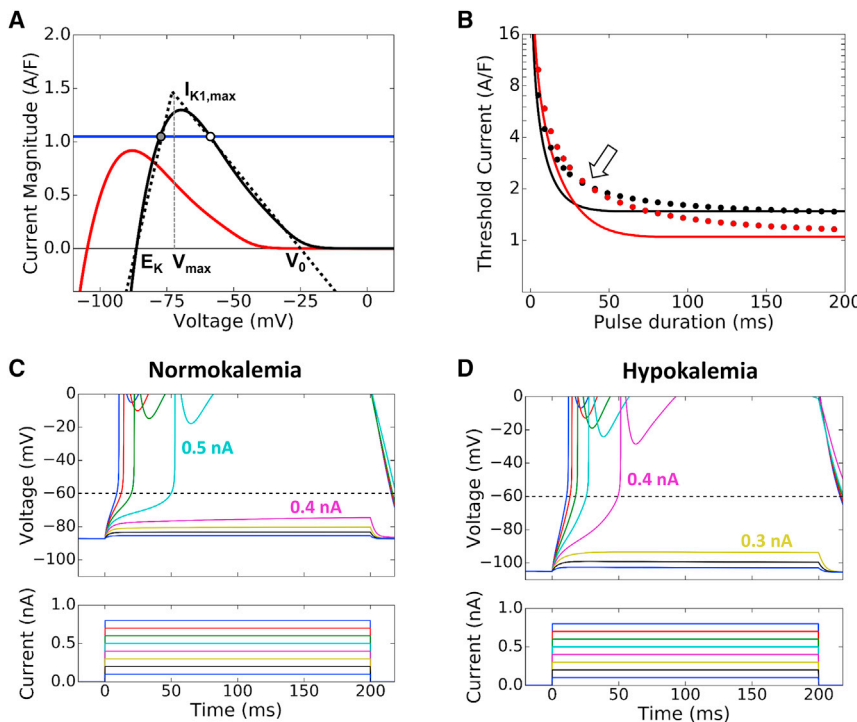 A
Current Magnitude (A/F)
2.0
1.5
1.0
0.5
0.0
I_K1,max
E_K
V_max
V_0
−100
−75
−50
−25
0
Voltage (mV)
B
Threshold Current (A/F)
16
8
4
2
1
0
50
100
150
200
Pulse duration (ms)
C
Normokalemia
Voltage (mV)
0
−20
−40
−60
−80
−100
0.5 nA
0.4 nA
Current (nA)
1.0
0.5
0.0
0
50
100
150
200
Time (ms)
D
Hypokalemia
Voltage (mV)
0
−20
−40
−60
−80
−100
0.4 nA
0.3 nA
Current (nA)
1.0
0.5
0.0
0
50
100
150
200
Time (ms)